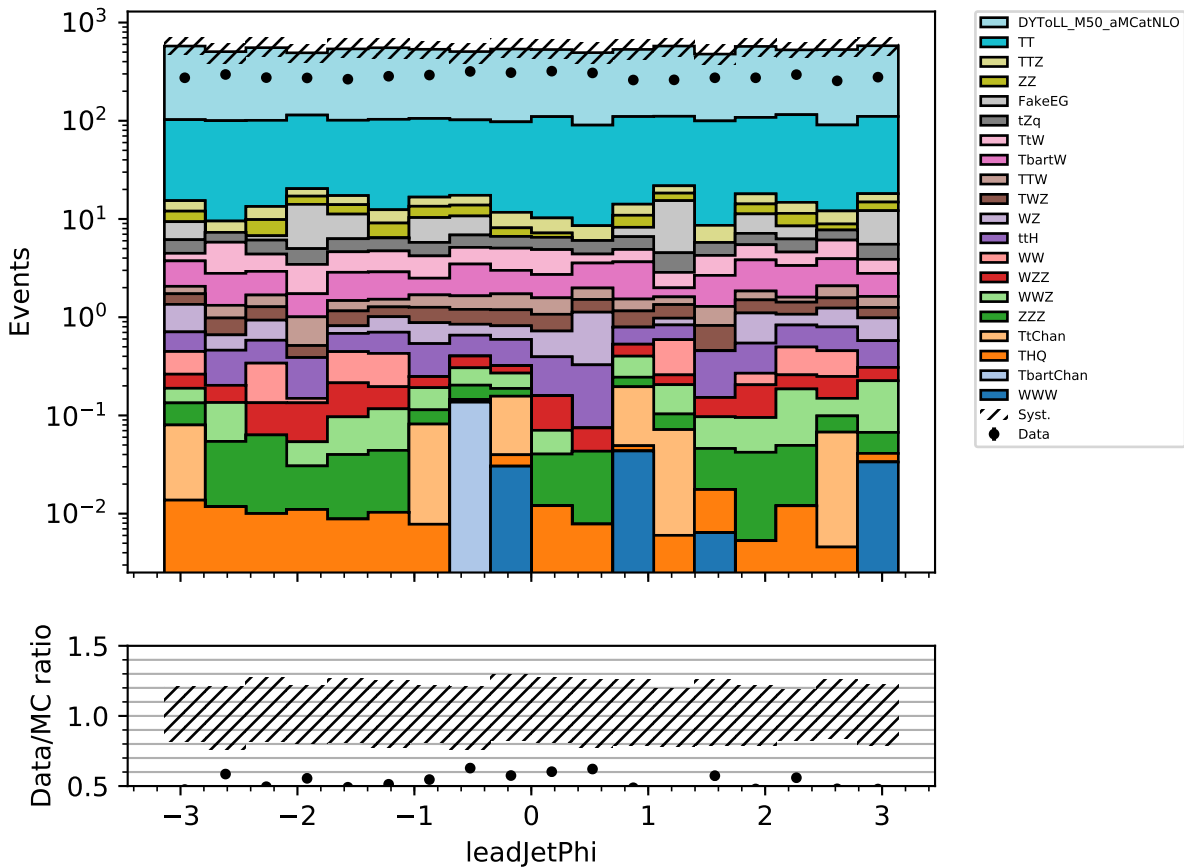 10³
10²
10¹
10⁰
10⁻¹
10⁻²
Events
DYToLL_M50_aMCatNLO
TT
TTZ
ZZ
FakeEG
tZq
TtW
TbartW
TTW
TWZ
WZ
ttH
WW
WZZ
WWZ
ZZZ
TtChan
THQ
TbartChan
WWW
Syst.
Data
1.5
1.0
0.5
Data/MC ratio
−3 −2 −1 0 1 2 3
leadJetPhi